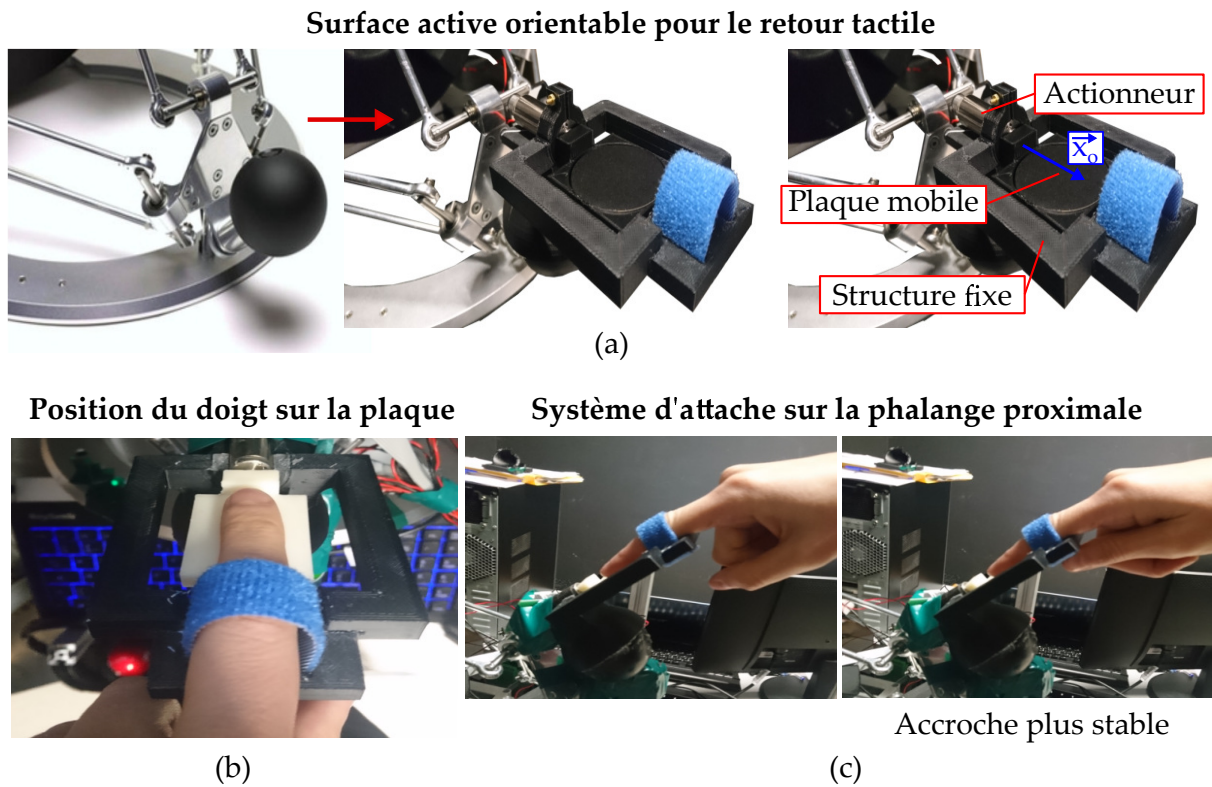 Surface active orientable pour le retour tactile
Actionneur
x₀
Plaque mobile
Structure fixe
(a)
Position du doigt sur la plaque
Système d'attache sur la phalange proximale
Accroche plus stable
(b)
(c)